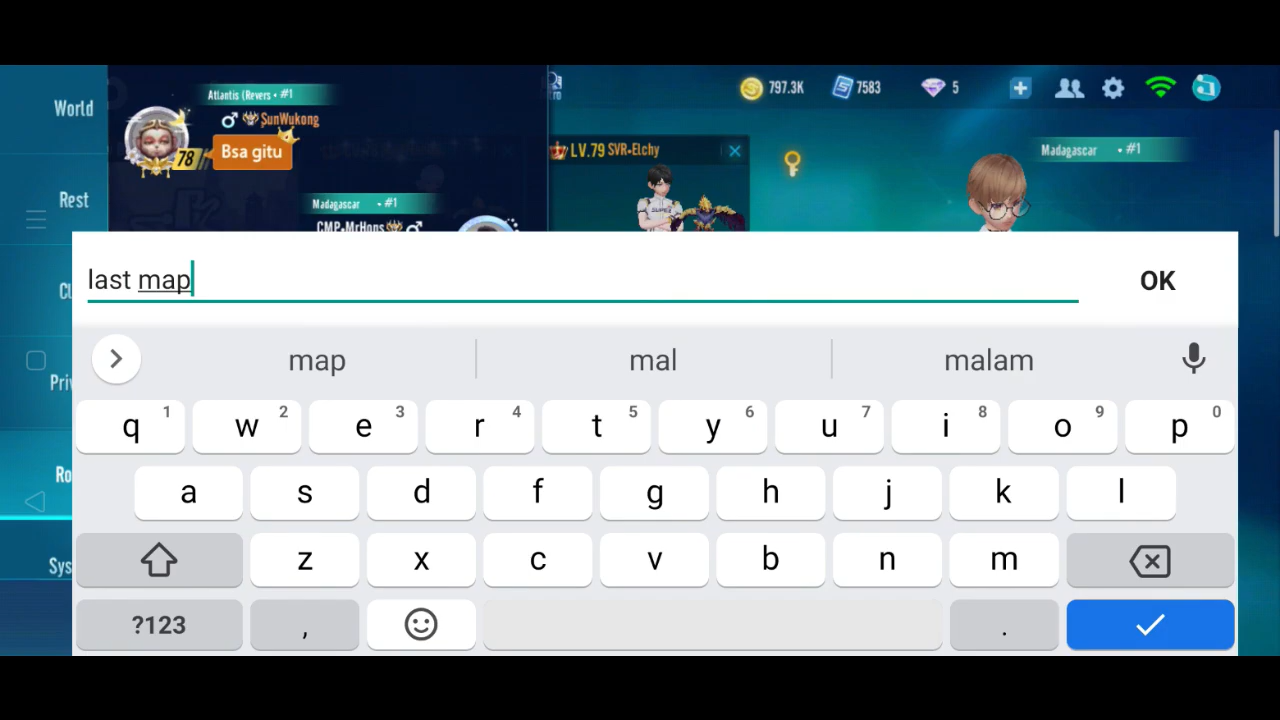 World
Rest
Atlantis (Revers • #1
SunWukong
78
Bsa gitu
Madagascar • #1
CMP•MrHops
797.3K
7583
5
LV.79 SVR•Elchy
Madagascar • #1
last map
OK
map mal malam
q 1 w 2 e 3 r 4 t 5 y 6 u 7 i 8 o 9 p 0
a s d f g h j k l
z x c v b n m
?123 , .